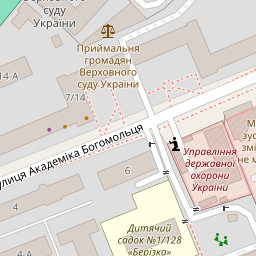 Верховного
суду
України
Приймальня
громадян
Верховного
суду України
14-А
7/14
вулиця Академіка Богомольця
Управління
державної
охорони
України
6
4
4
Дитячий
садок №1/128
«Берізка»